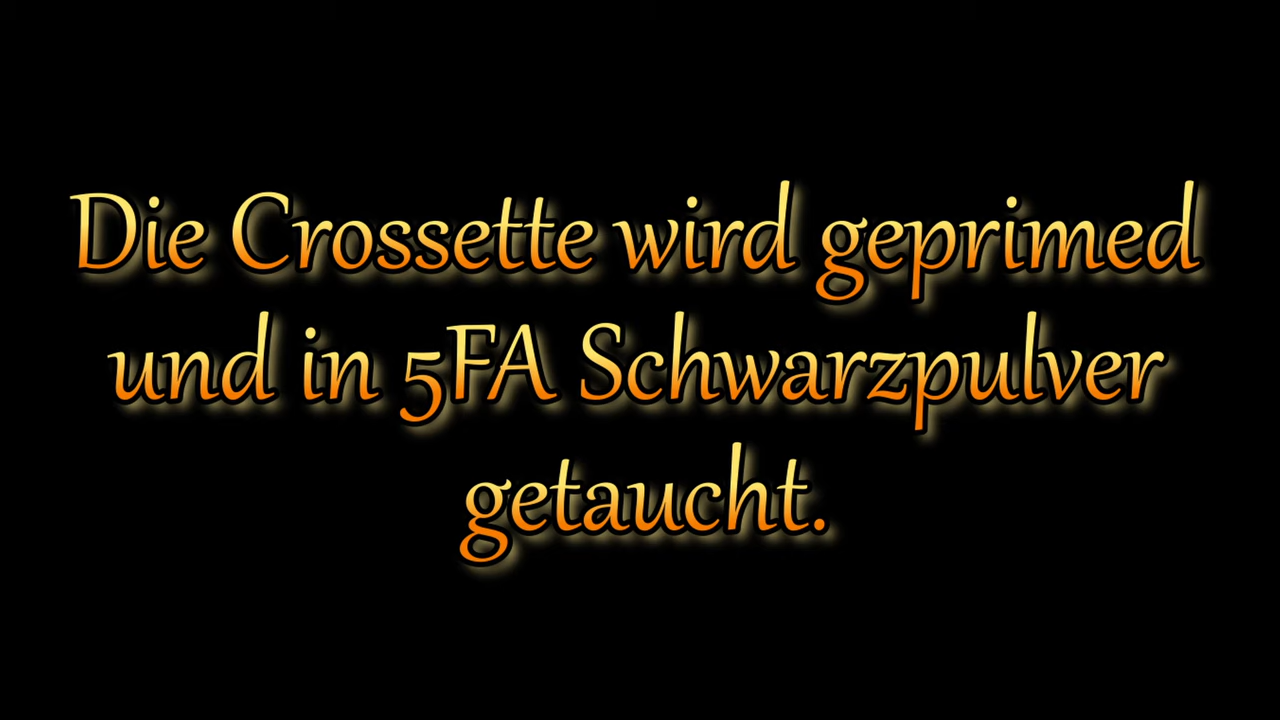 Die Crossette wird geprimed
und in 5FA Schwarzpulver
getaucht.